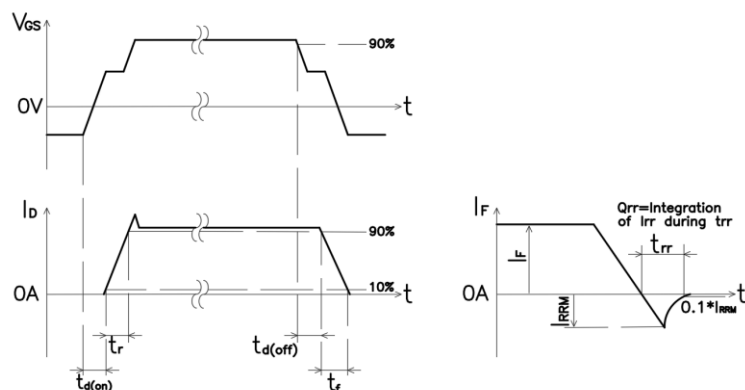 VGS
90%
0V
t
ID
90%
10%
0A
t
tr
td(off)
td(on)
tf
IF
Qrr=Integration
of Irr during trr
trr
IF
0A
t
0.1*IRRM
IRRM